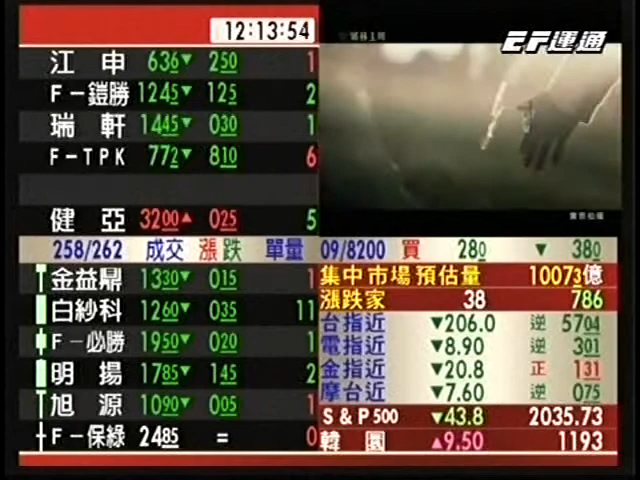 12:13:54
EF運通
江申 636▼ 250 1
F-鎧勝 1245▼ 125 2
瑞軒 1445▼ 030 1
F-TPK 772▼ 810 6
健亞 3200▲ 025 5
258/262 成交 漲跌 單量
金益鼎 1330▼ 015 1
白紗科 1260▼ 035 11
F-必勝 1950▼ 020 1
明揚 1785▼ 145 2
旭源 1090▼ 005 1
F-保綠 2485 = 0
09/8200 買 280 ▼ 380
集中市場預估量 10073億
漲跌家 38 786
台指近 ▼206.0 逆 5704
電指近 ▼8.90 逆 301
金指近 ▼20.8 正 131
摩台近 ▼7.60 逆 075
S&P500 ▼43.8 2035.73
韓圜 ▲9.50 1193